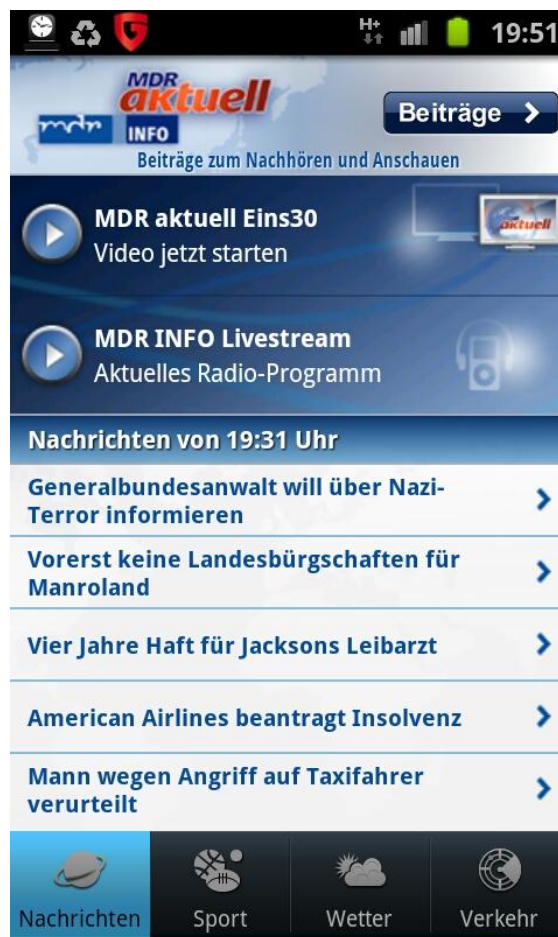 H+
19:51
MDR
aktuell
mdr INFO
Beiträge
Beiträge zum Nachhören und Anschauen
MDR aktuell Eins30
Video jetzt starten
aktuell
MDR INFO Livestream
Aktuelles Radio-Programm
Nachrichten von 19:31 Uhr
Generalbundesanwalt will über Nazi-
Terror informieren
Vorerst keine Landesbürgschaften für
Manroland
Vier Jahre Haft für Jacksons Leibarzt
American Airlines beantragt Insolvenz
Mann wegen Angriff auf Taxifahrer
verurteilt
Nachrichten Sport Wetter Verkehr